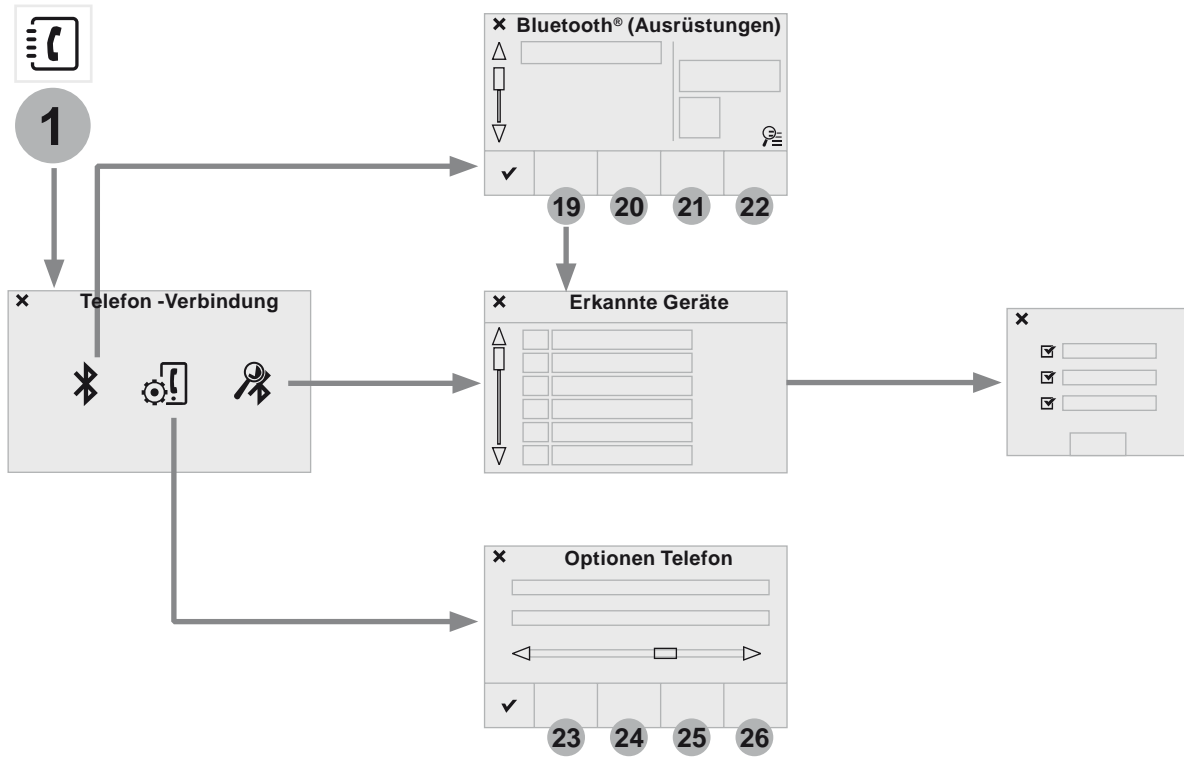 1
Bluetooth® (Ausrüstungen)
19 20 21 22
Telefon -Verbindung
Erkannte Geräte
Optionen Telefon
23 24 25 26